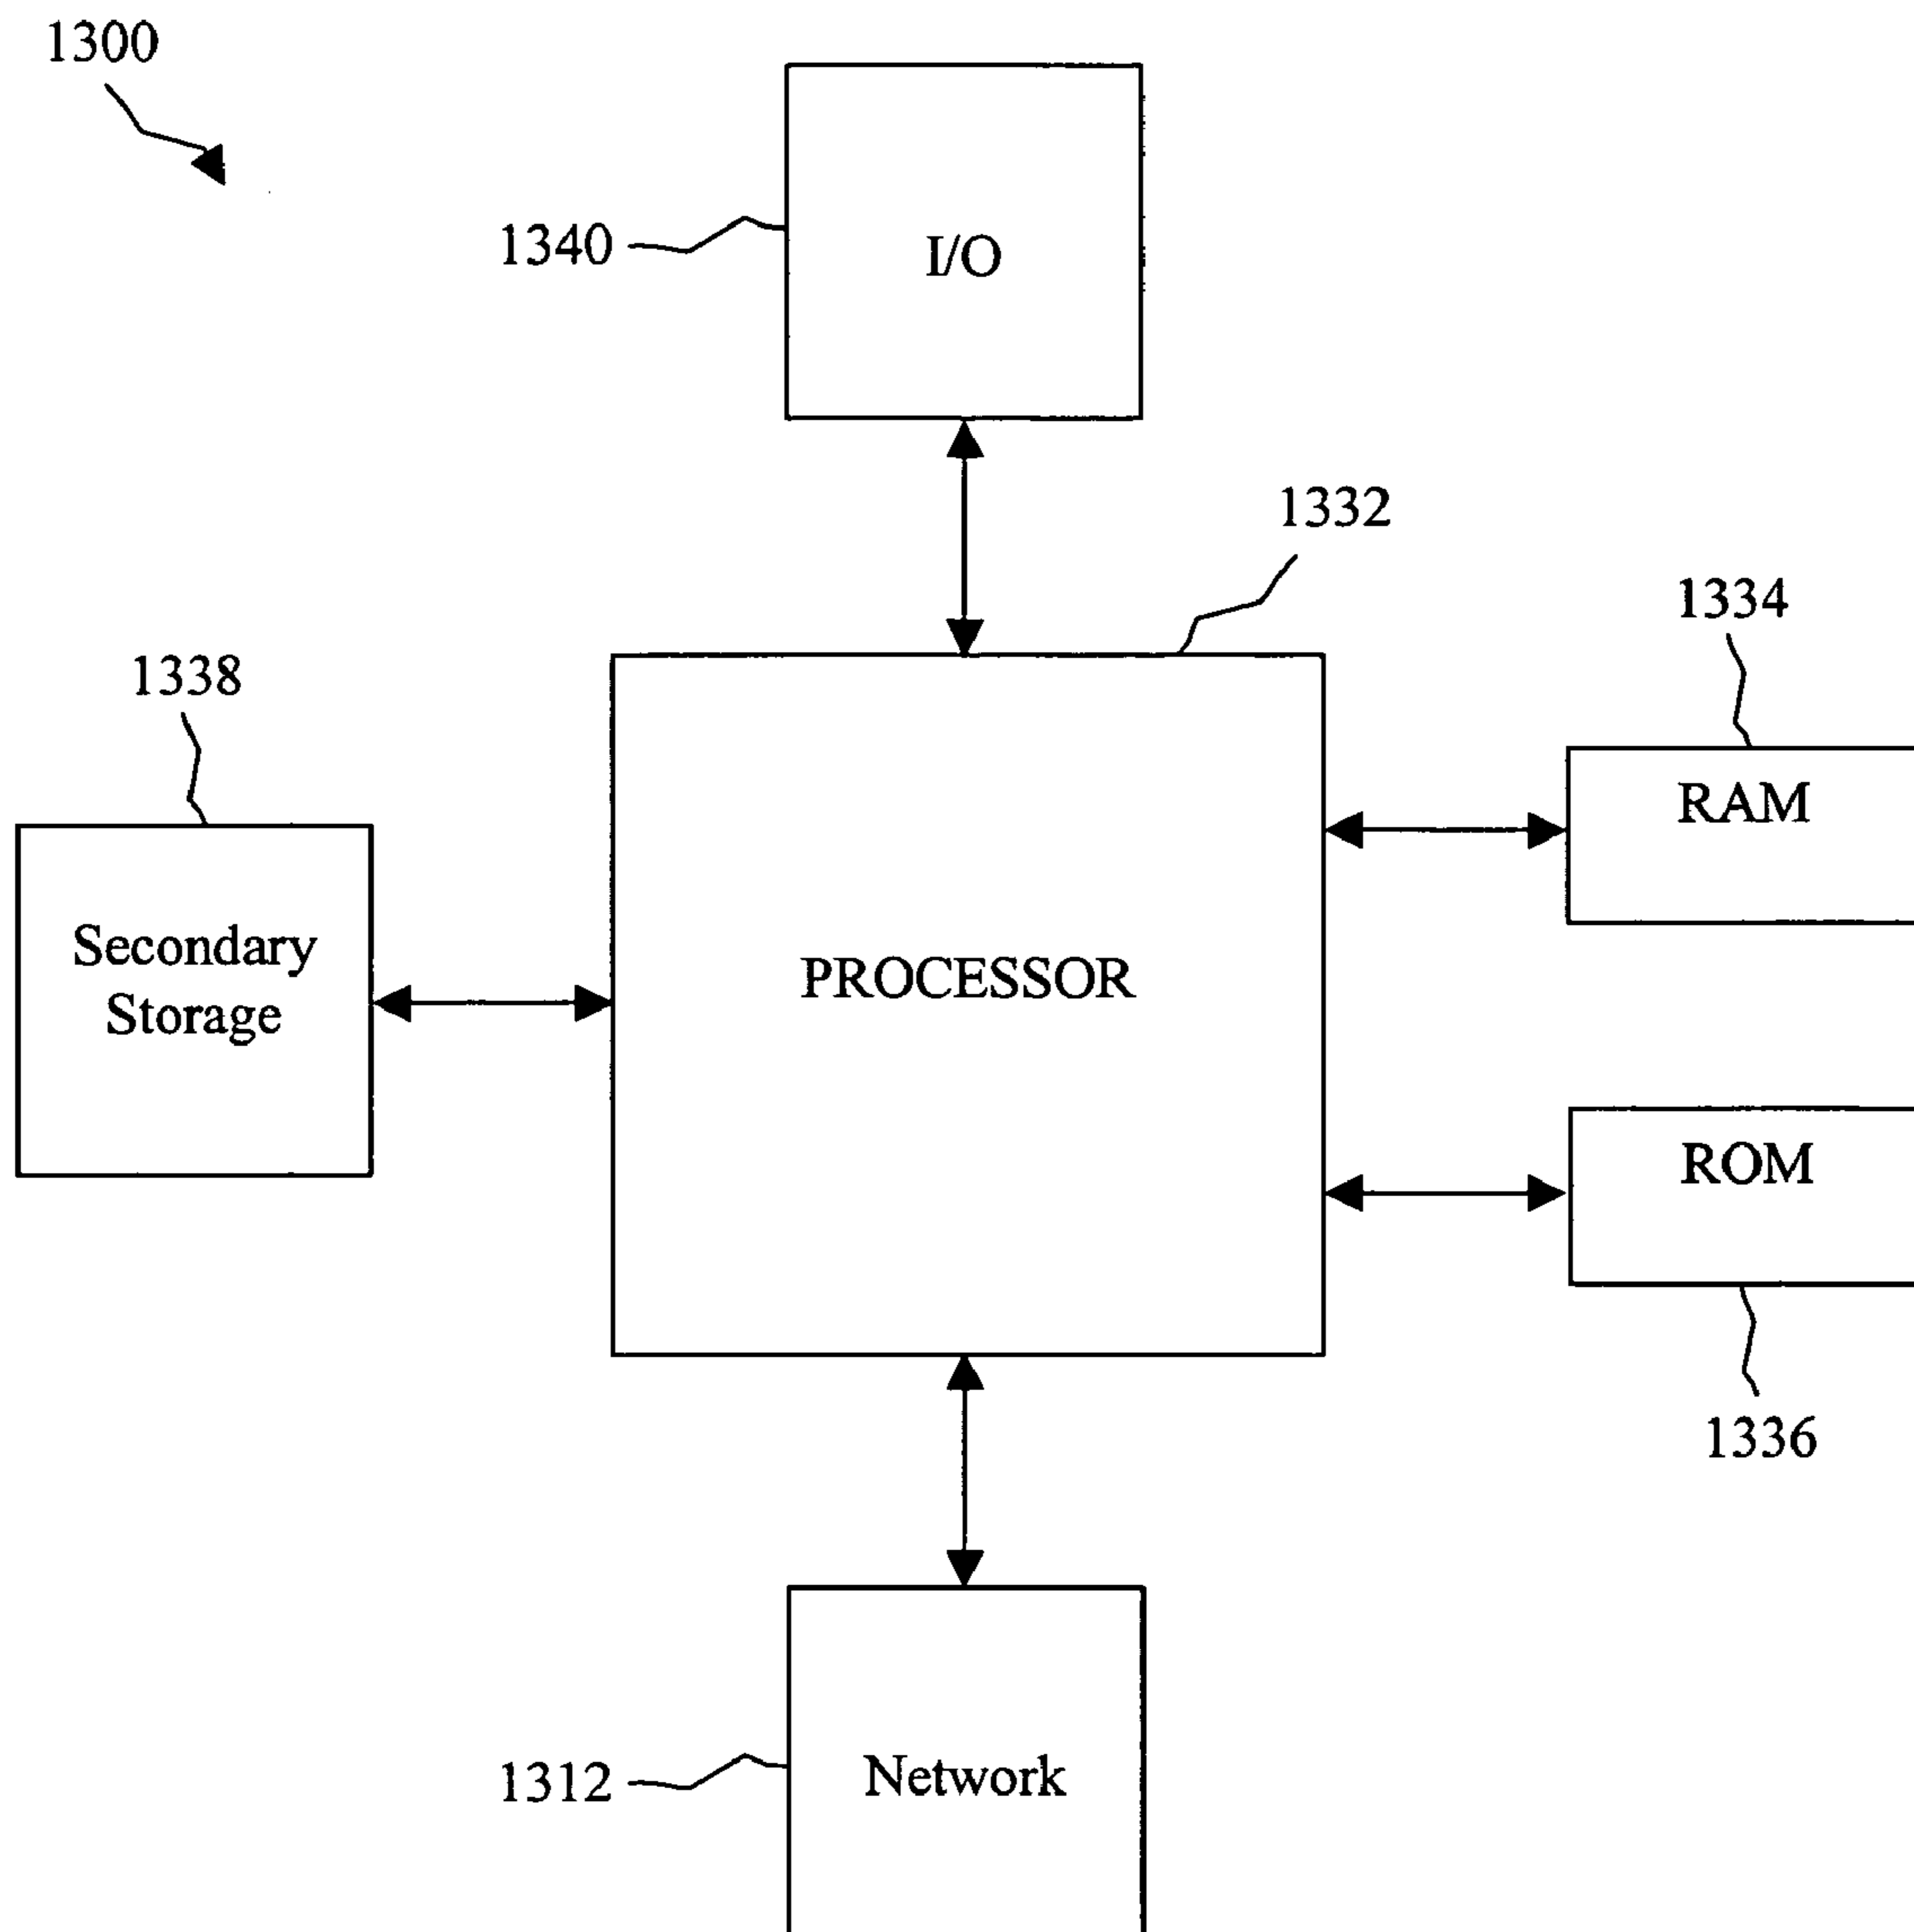 1300
1340
I/O
1332
1334
1338
RAM
Secondary
Storage
PROCESSOR
ROM
1336
1312
Network